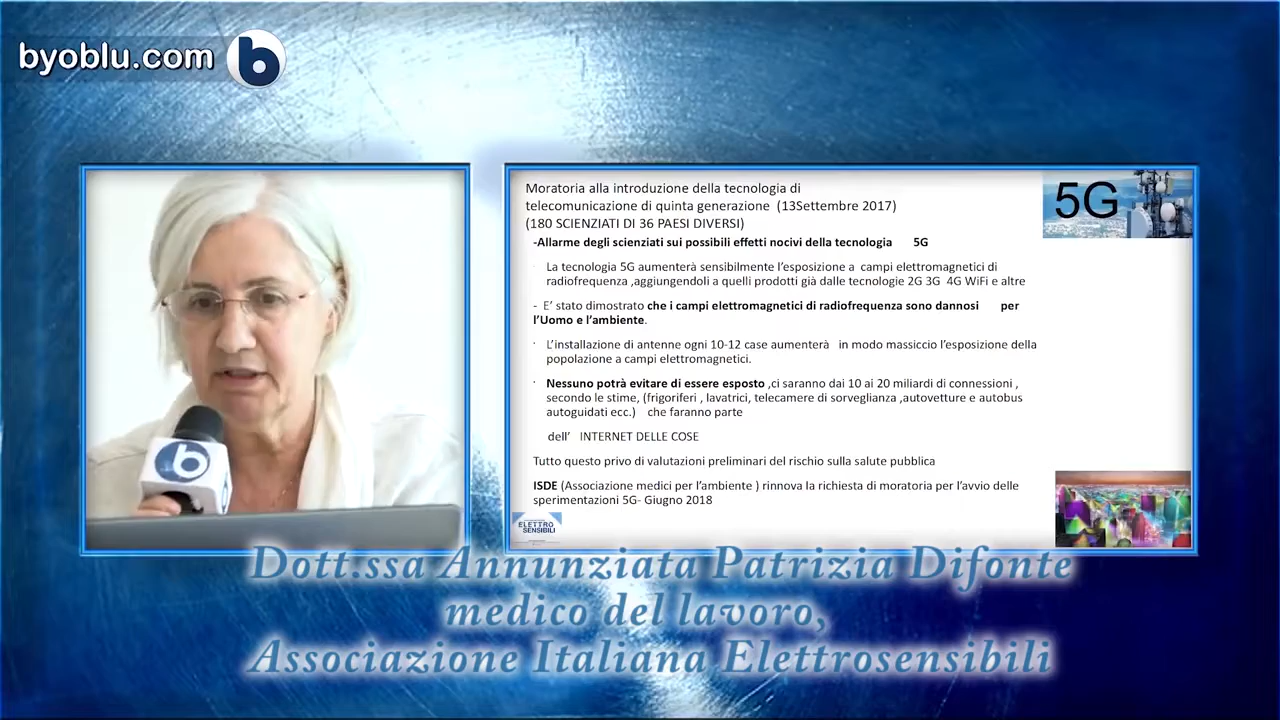 byoblu.com b
Moratoria alla introduzione della tecnologia di
telecomunicazione di quinta generazione (13Settembre 2017)
(180 SCIENZIATI DI 36 PAESI DIVERSI)
5G
-Allarme degli scienziati sui possibili effetti nocivi della tecnologia 5G
La tecnologia 5G aumenterà sensibilmente l'esposizione a campi elettromagnetici di
radiofrequenza ,aggiungendoli a quelli prodotti già dalle tecnologie 2G 3G 4G WiFi e altre
- E' stato dimostrato che i campi elettromagnetici di radiofrequenza sono dannosi per
l'Uomo e l'ambiente.
· L'installazione di antenne ogni 10-12 case aumenterà in modo massiccio l'esposizione della
popolazione a campi elettromagnetici.
· Nessuno potrà evitare di essere esposto ,ci saranno dai 10 ai 20 miliardi di connessioni ,
secondo le stime, (frigoriferi , lavatrici, telecamere di sorveglianza ,autovetture e autobus
autoguidati ecc.) che faranno parte
dell' INTERNET DELLE COSE
Tutto questo privo di valutazioni preliminari del rischio sulla salute pubblica
ISDE (Associazione medici per l'ambiente ) rinnova la richiesta di moratoria per l'avvio delle
sperimentazioni 5G- Giugno 2018
ELETTRO
SENSIBILI
b
Dott.ssa Annunziata Patrizia Difonte
medico del lavoro,
Associazione Italiana Elettrosensibili